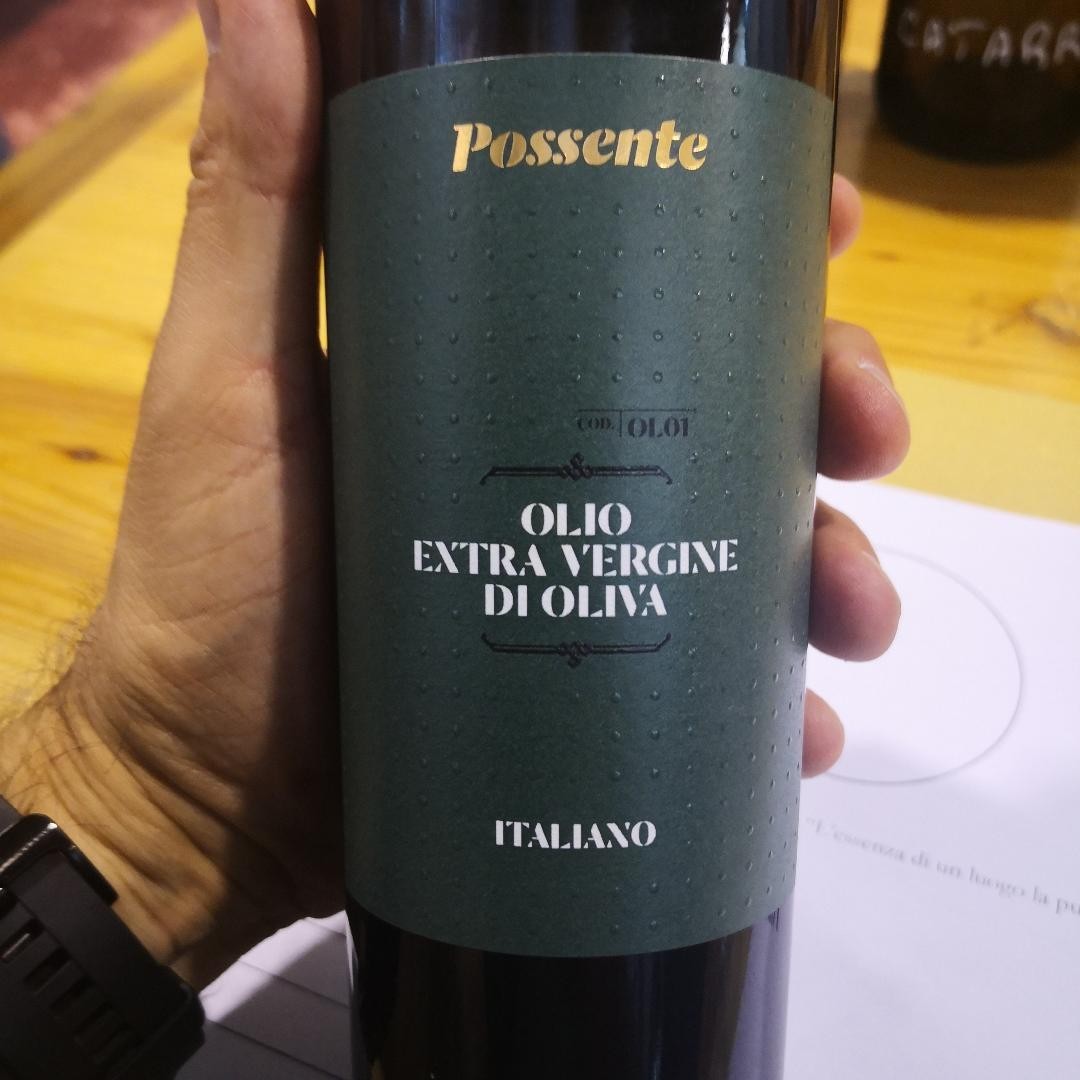 CATARR
Possente
COD. OL01
OLIO
EXTRA VERGINE
DI OLIVA
ITALIANO
"L'essenza di un luogo la pu